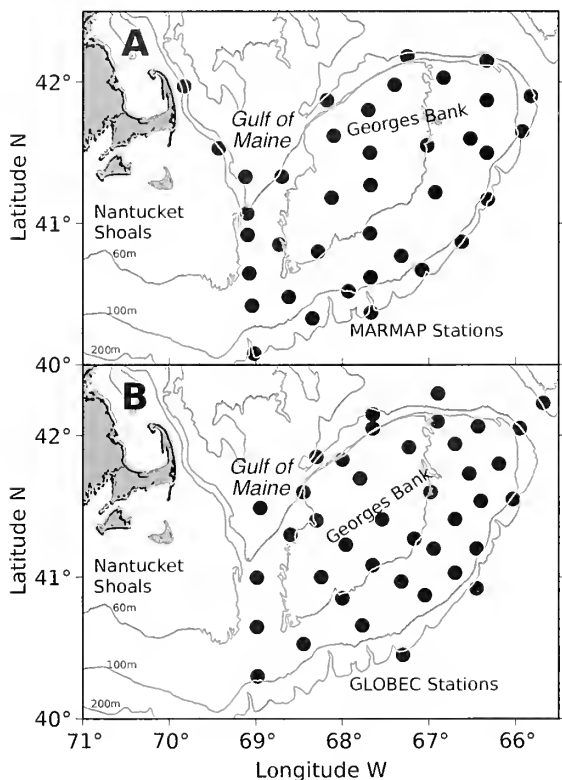 A
42°
Gulf of
Maine
Georges Bank
Latitude N
41°
Nantucket
Shoals
60m
100m
MARMAP Stations
200m
40°
B
42°
Gulf of
Maine
Georges Bank
Latitude N
41°
Nantucket
Shoals
60m
100m
GLOBEC Stations
200m
40°
71° 70° 69° 68° 67° 66°
Longitude W